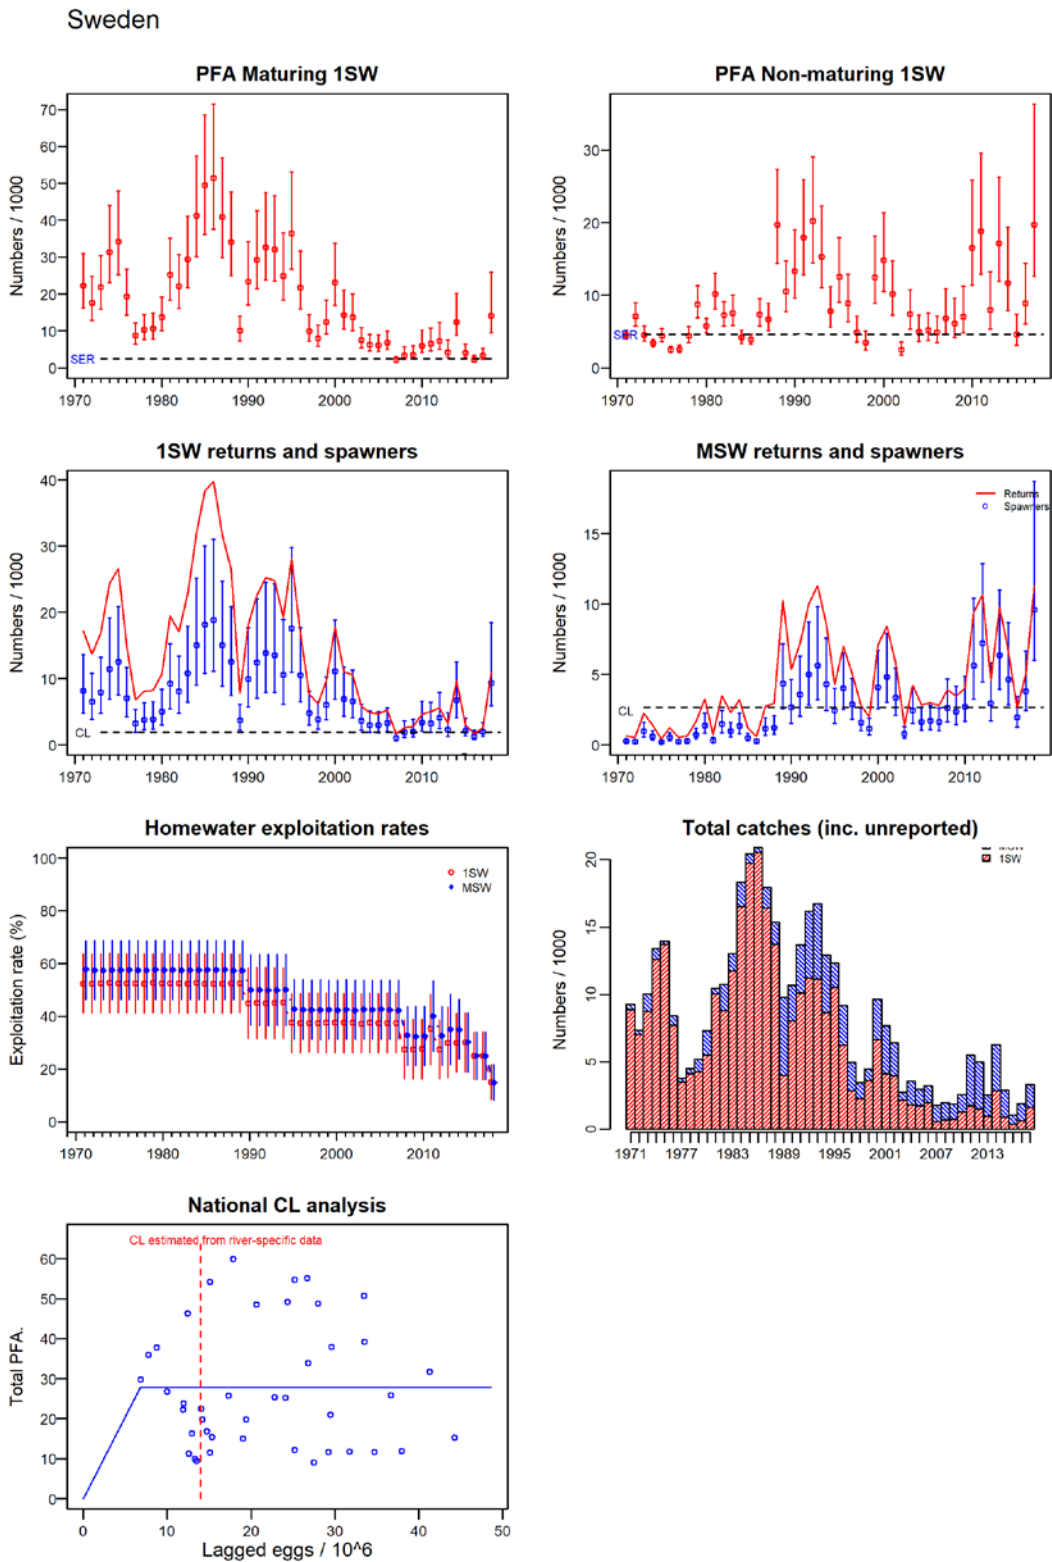 Sweden
PFA Maturing 1SW
Numbers / 1000
70
60
50
40
30
20
10
0
SER
1970 1980 1990 2000 2010
PFA Non-maturing 1SW
Numbers / 1000
30
20
10
0
SER
1970 1980 1990 2000 2010
1SW returns and spawners
Numbers / 1000
40
30
20
10
0
CL
1970 1980 1990 2000 2010
MSW returns and spawners
Numbers / 1000
15
10
5
0
CL
Returns
Spawners
1970 1980 1990 2000 2010
Homewater exploitation rates
Exploitation rate (%)
100
80
60
40
20
0
1SW
MSW
1970 1980 1990 2000 2010
Total catches (inc. unreported)
Numbers / 1000
20
15
10
5
0
MSW
1SW
1971 1977 1983 1989 1995 2001 2007 2013
National CL analysis
CL estimated from river-specific data
Total PFA.
60
50
40
30
20
10
0
0 10 20 30 40 50
Lagged eggs / 10^6